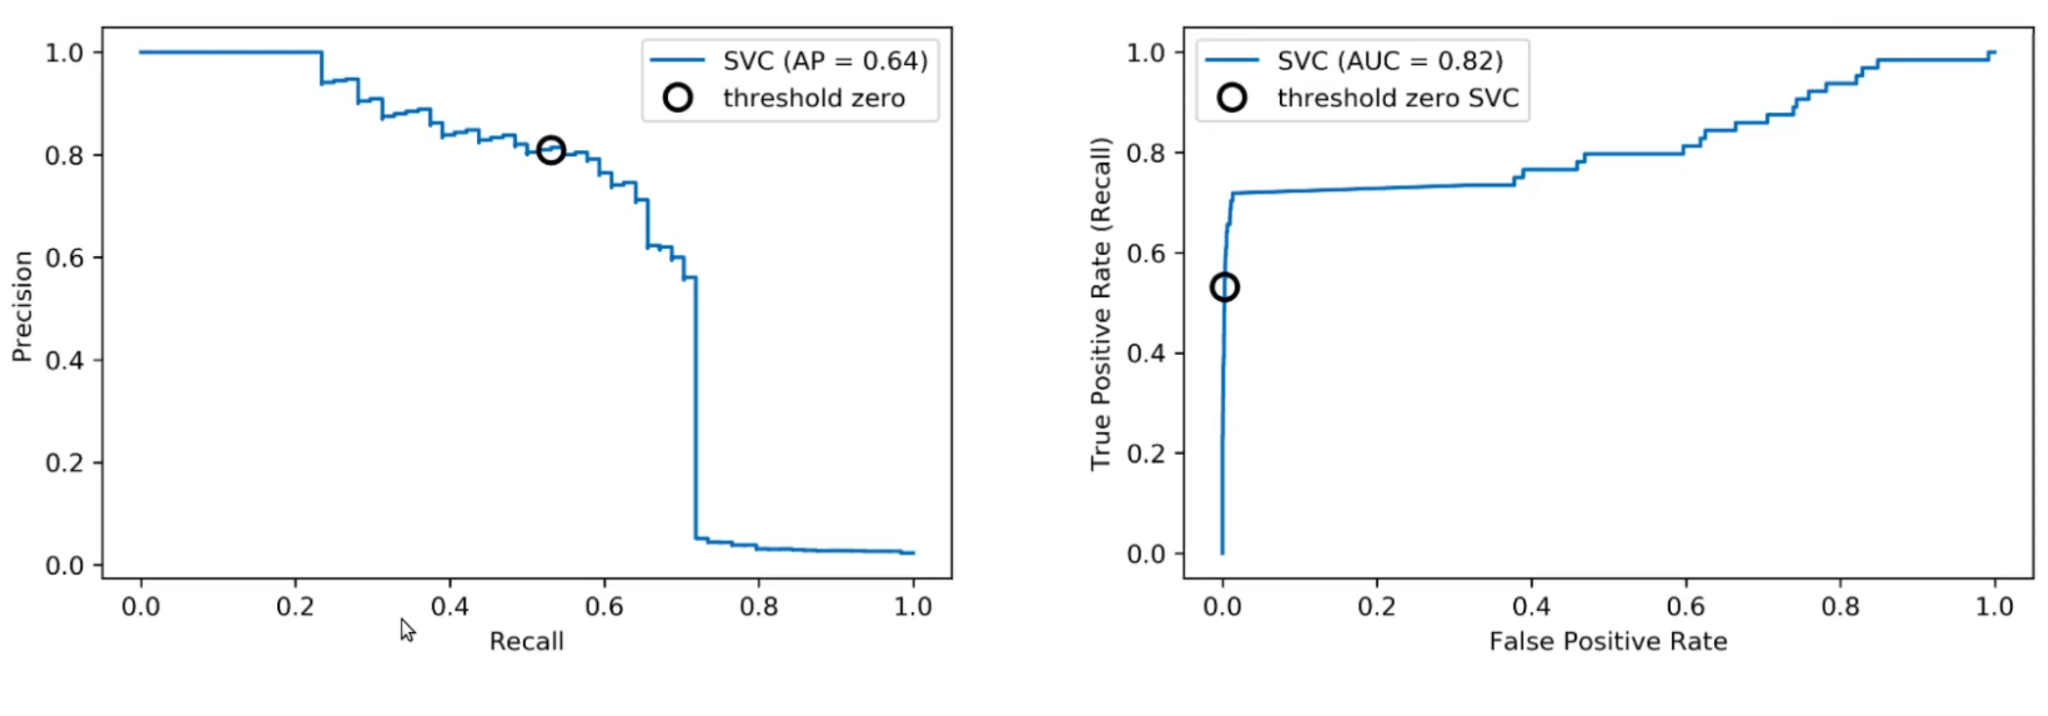 Precision
1.0
0.8
0.6
0.4
0.2
0.0
SVC (AP = 0.64)
threshold zero
0.0 0.2 0.4 0.6 0.8 1.0
Recall
True Positive Rate (Recall)
1.0
0.8
0.6
0.4
0.2
0.0
SVC (AUC = 0.82)
threshold zero SVC
0.0 0.2 0.4 0.6 0.8 1.0
False Positive Rate